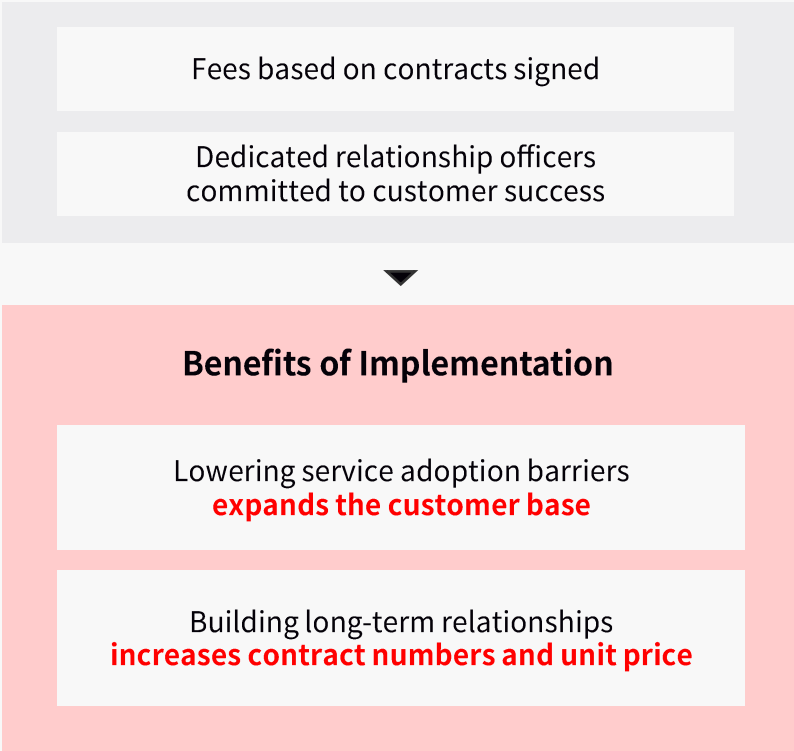 Fees based on contracts signed
Dedicated relationship officers
committed to customer success
Benefits of Implementation
Lowering service adoption barriers
expands the customer base
Building long-term relationships
increases contract numbers and unit price